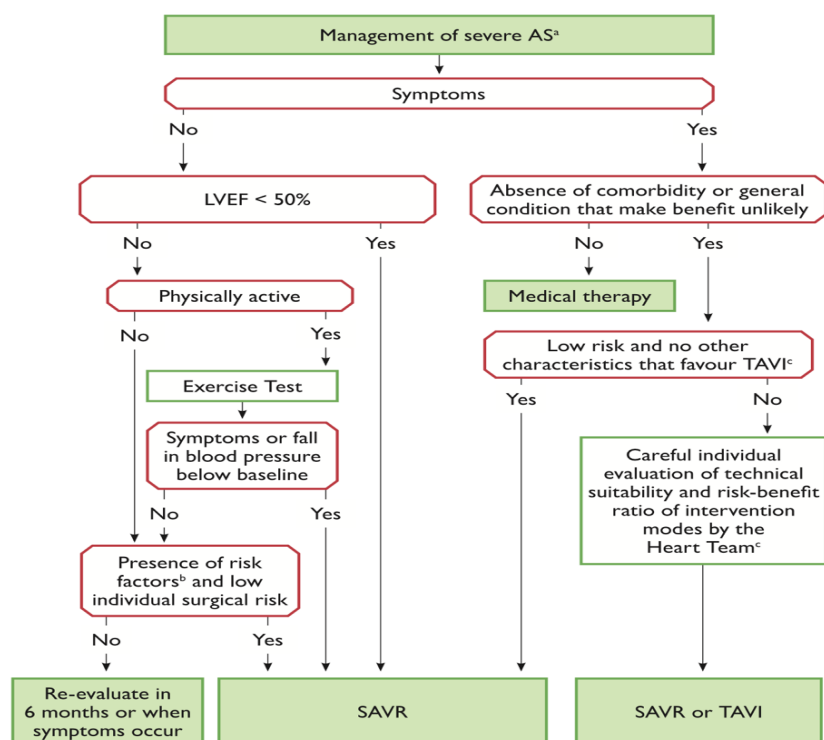 Management of severe ASᵃ
Symptoms
No
Yes
LVEF < 50%
Absence of comorbidity or general
condition that make benefit unlikely
No
Yes
No
Yes
Physically active
Medical therapy
No
Yes
Low risk and no other
characteristics that favour TAVIᶜ
Exercise Test
Yes
No
Symptoms or fall
in blood pressure
below baseline
Careful individual
evaluation of technical
suitability and risk-benefit
ratio of intervention
modes by the
Heart Teamᶜ
No
Yes
Presence of risk
factorsᵇ and low
individual surgical risk
No
Yes
Re-evaluate in
6 months or when
symptoms occur
SAVR
SAVR or TAVI